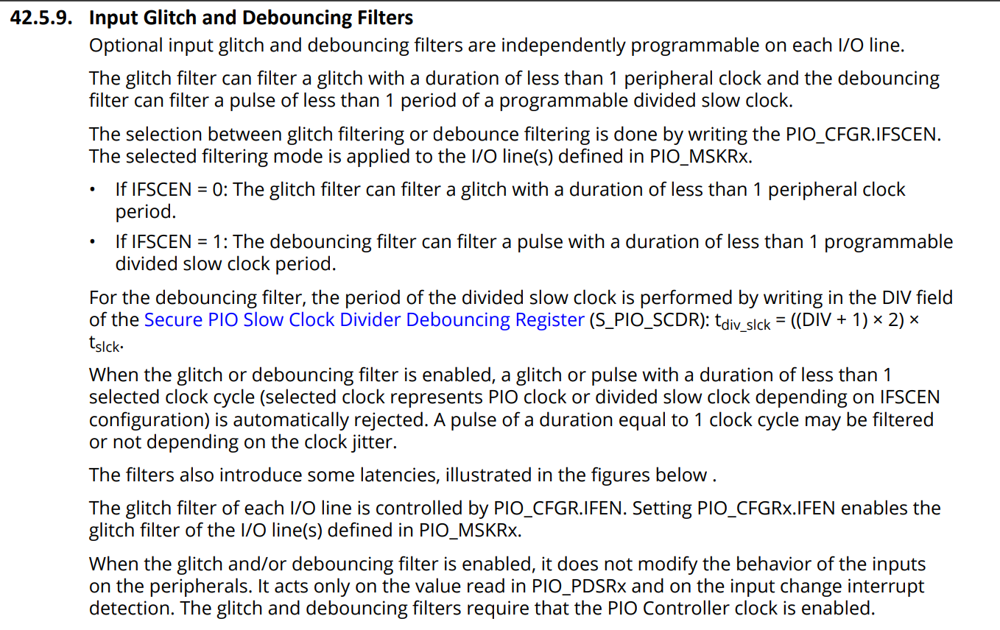 42.5.9. Input Glitch and Debouncing Filters
Optional input glitch and debouncing filters are independently programmable on each I/O line.
The glitch filter can filter a glitch with a duration of less than 1 peripheral clock and the debouncing
filter can filter a pulse of less than 1 period of a programmable divided slow clock.
The selection between glitch filtering or debounce filtering is done by writing the PIO_CFGR.IFSCEN.
The selected filtering mode is applied to the I/O line(s) defined in PIO_MSKRx.
• If IFSCEN = 0: The glitch filter can filter a glitch with a duration of less than 1 peripheral clock
period.
• If IFSCEN = 1: The debouncing filter can filter a pulse with a duration of less than 1 programmable
divided slow clock period.
For the debouncing filter, the period of the divided slow clock is performed by writing in the DIV field
of the Secure PIO Slow Clock Divider Debouncing Register (S_PIO_SCDR): tdiv_slck = ((DIV + 1) × 2) ×
tslck.
When the glitch or debouncing filter is enabled, a glitch or pulse with a duration of less than 1
selected clock cycle (selected clock represents PIO clock or divided slow clock depending on IFSCEN
configuration) is automatically rejected. A pulse of a duration equal to 1 clock cycle may be filtered
or not depending on the clock jitter.
The filters also introduce some latencies, illustrated in the figures below .
The glitch filter of each I/O line is controlled by PIO_CFGR.IFEN. Setting PIO_CFGRx.IFEN enables the
glitch filter of the I/O line(s) defined in PIO_MSKRx.
When the glitch and/or debouncing filter is enabled, it does not modify the behavior of the inputs
on the peripherals. It acts only on the value read in PIO_PDSRx and on the input change interrupt
detection. The glitch and debouncing filters require that the PIO Controller clock is enabled.